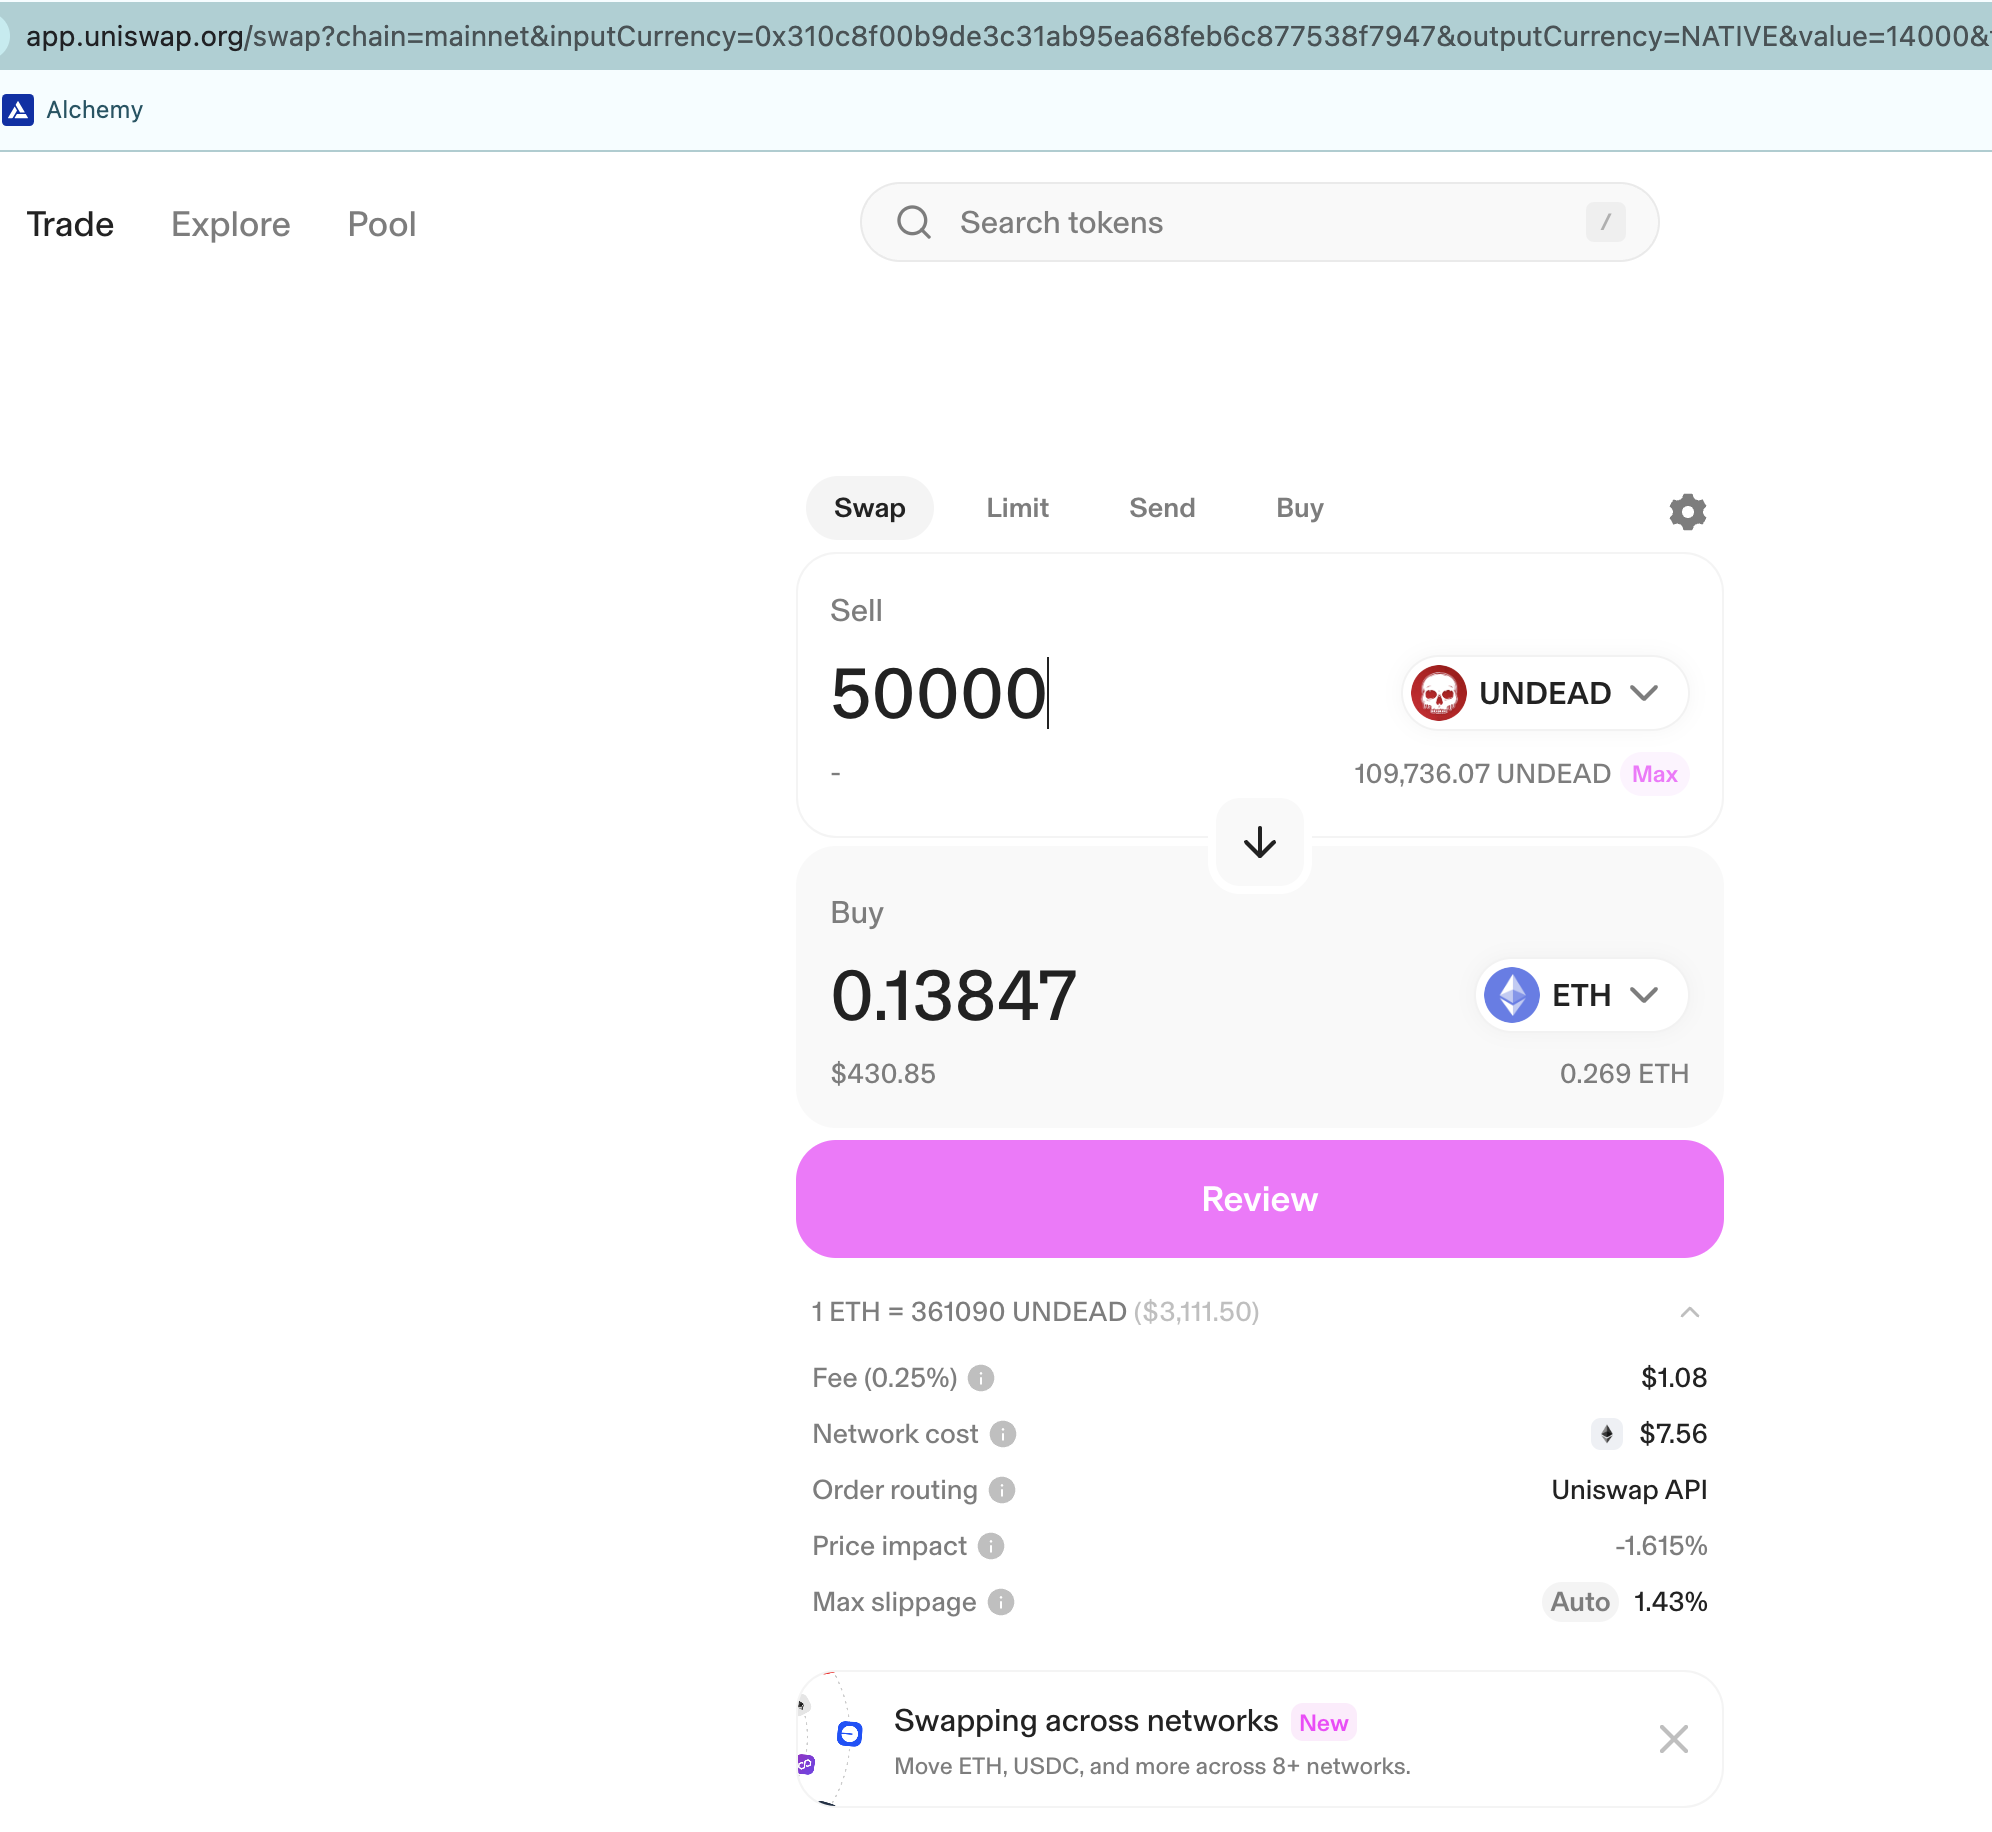 app.uniswap.org/swap?chain=mainnet&inputCurrency=0x310c8f00b9de3c31ab95ea68feb6c877538f7947&outputCurrency=NATIVE&value=14000&
Alchemy
Trade Explore Pool Search tokens /
Swap Limit Send Buy
Sell
50000 UNDEAD
- 109,736.07 UNDEAD Max
Buy
0.13847 ETH
$430.85 0.269 ETH
Review
1 ETH = 361090 UNDEAD ($3,111.50)
Fee (0.25%) $1.08
Network cost $7.56
Order routing Uniswap API
Price impact -1.615%
Max slippage Auto 1.43%
Swapping across networks New
Move ETH, USDC, and more across 8+ networks.